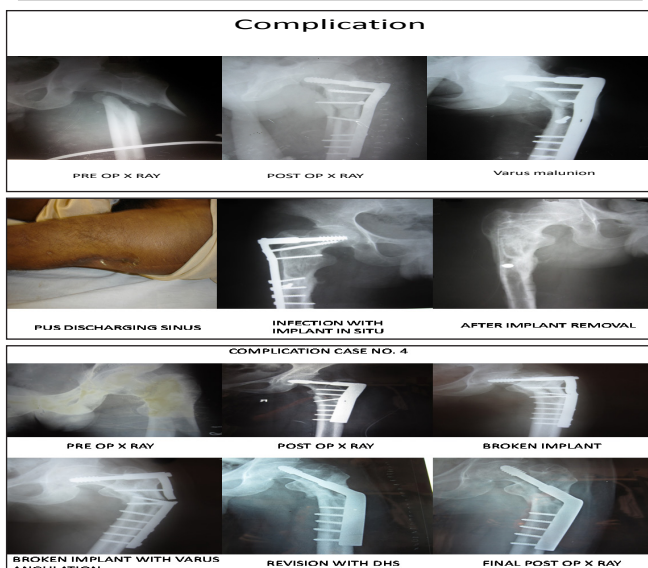 Complication
PRE OP X RAY
POST OP X RAY
Varus malunion
PUS DISCHARGING SINUS
INFECTION WITH
IMPLANT IN SITU
AFTER IMPLANT REMOVAL
COMPLICATION CASE NO. 4
PRE OP X RAY
POST OP X RAY
BROKEN IMPLANT
BROKEN IMPLANT WITH VARUS
ANGULATION
REVISION WITH DHS
FINAL POST OP X RAY